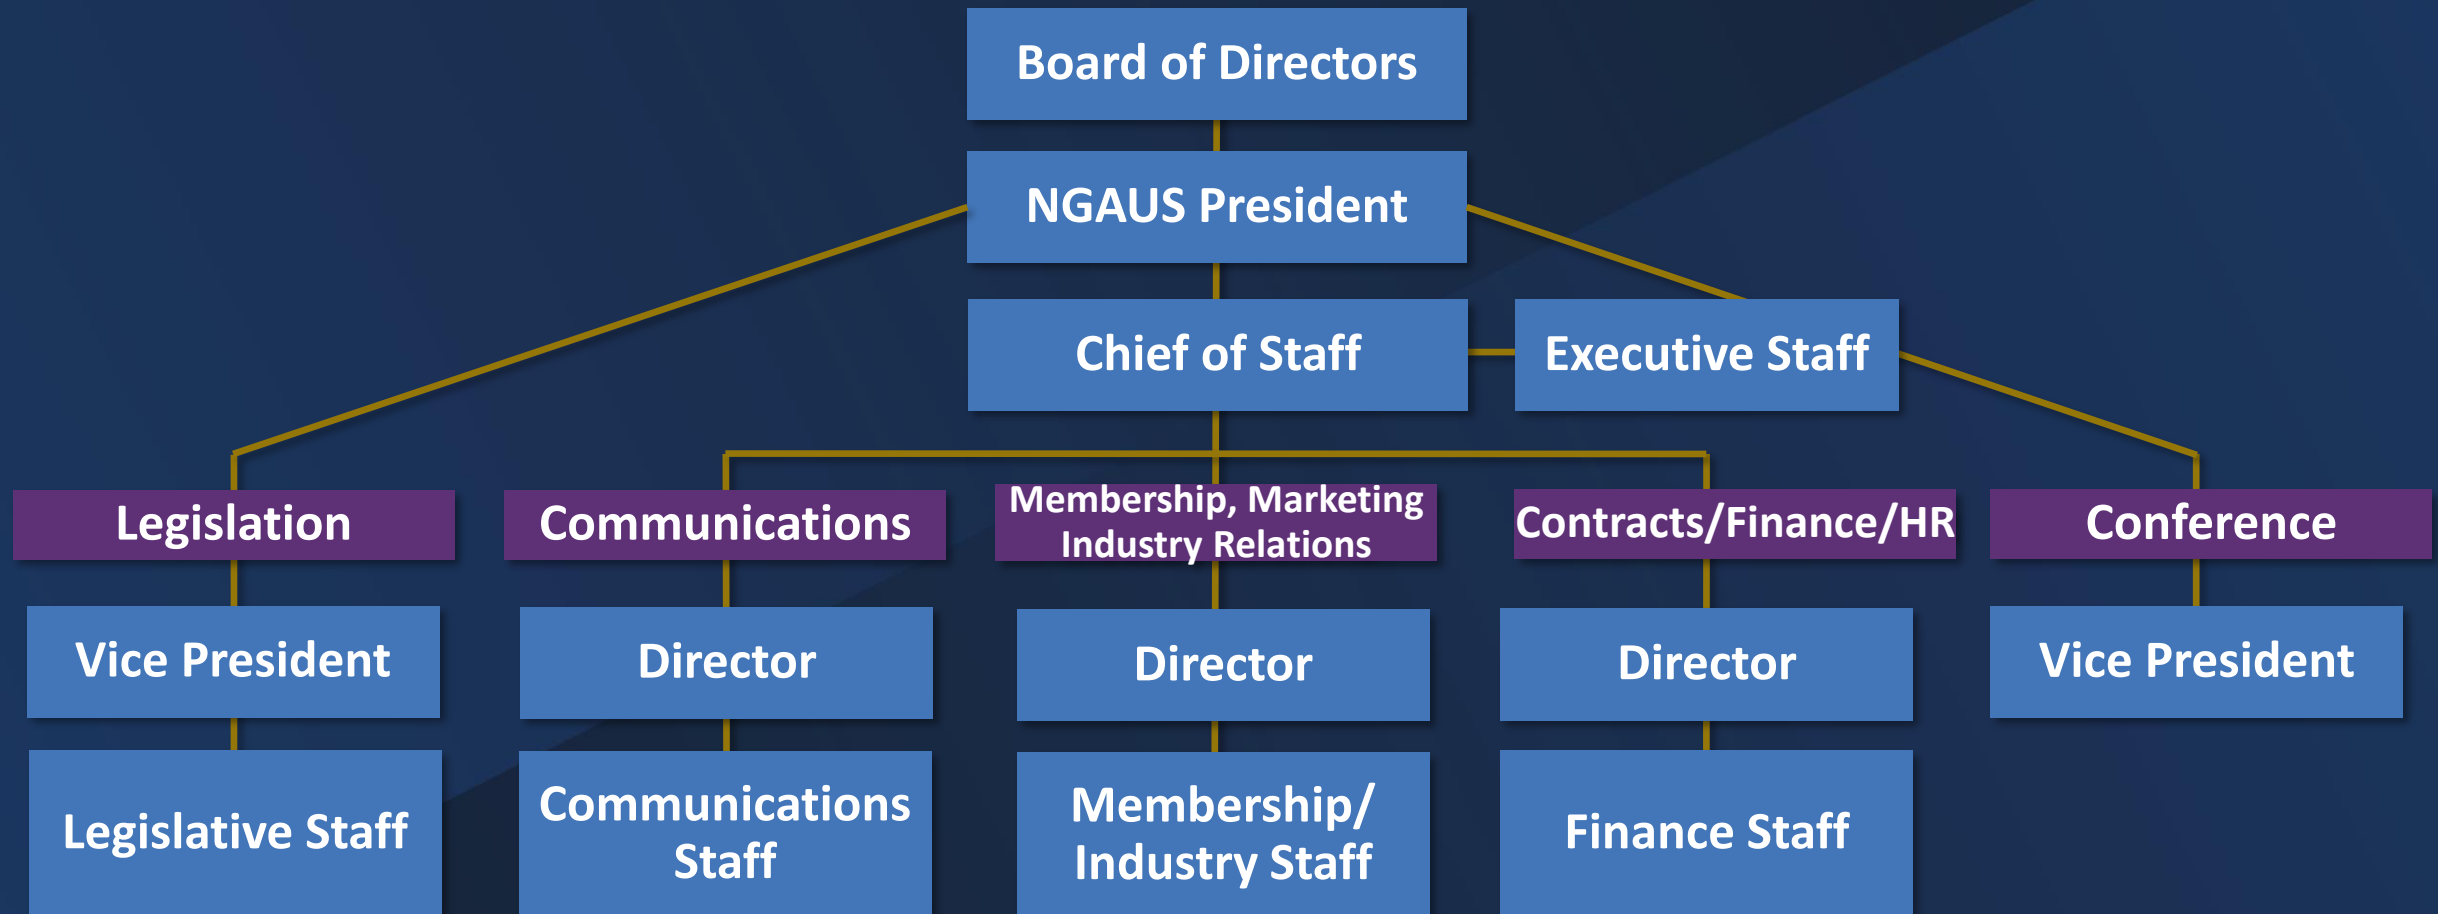 Board of Directors
NGAUS President
Chief of Staff
Executive Staff
Legislation
Communications
Membership, Marketing
Industry Relations
Contracts/Finance/HR
Conference
Vice President
Director
Director
Director
Vice President
Legislative Staff
Communications
Staff
Membership/
Industry Staff
Finance Staff